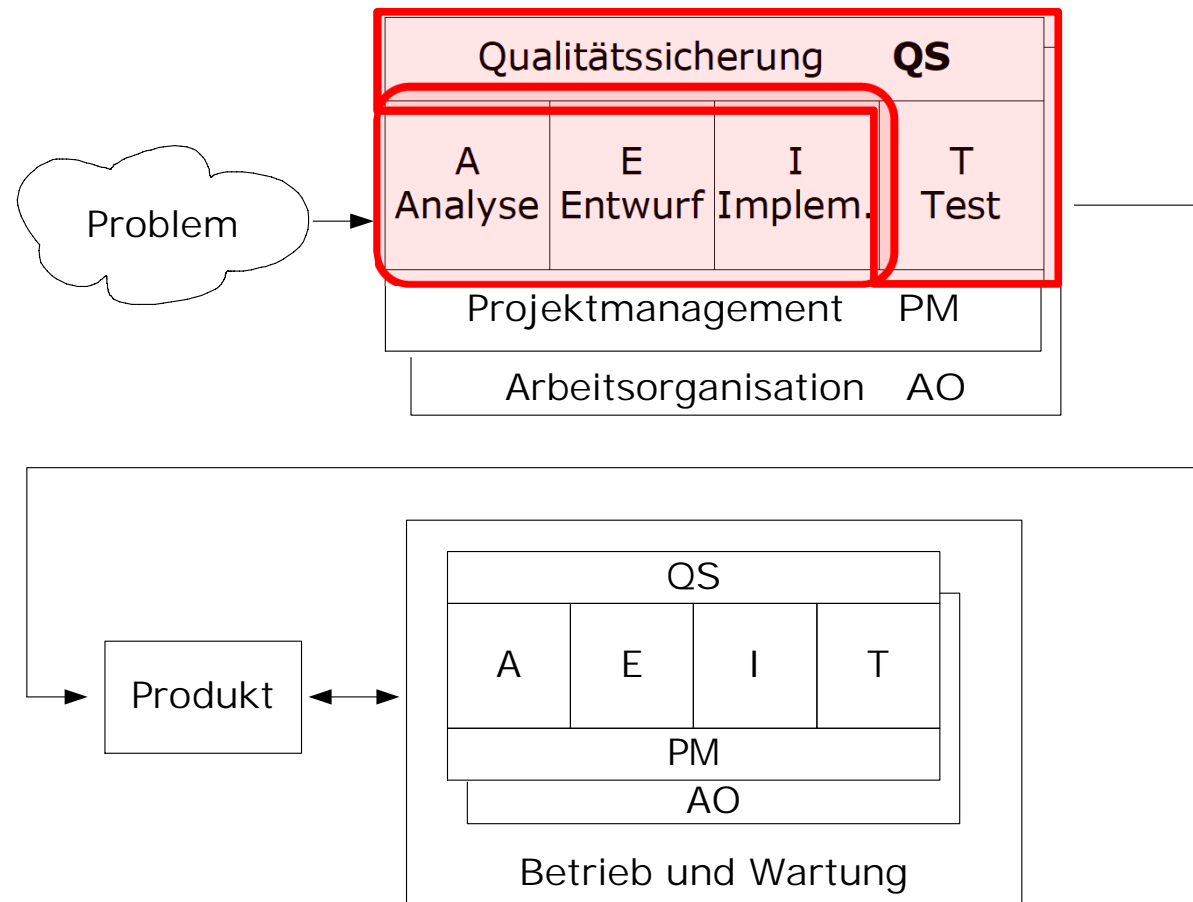 Qualitätssicherung QS
A
Analyse
E
Entwurf
I
Implem.
T
Test
Problem
Projektmanagement PM
Arbeitsorganisation AO
QS
A E I T
Produkt
PM
AO
Betrieb und Wartung